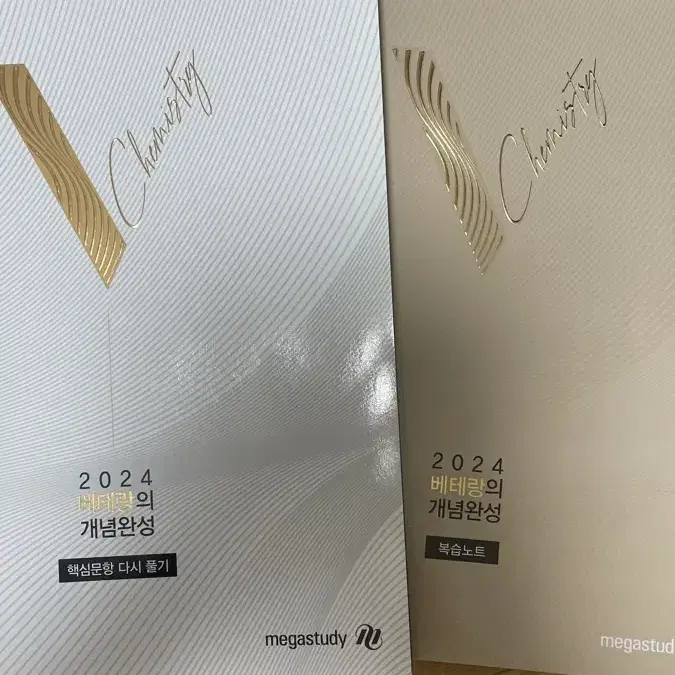 Chemistry
2024
베테랑의
개념완성
핵심문항 다시 풀기
megastudy
Chemistry
2024
베테랑의
개념완성
복습노트
megastud